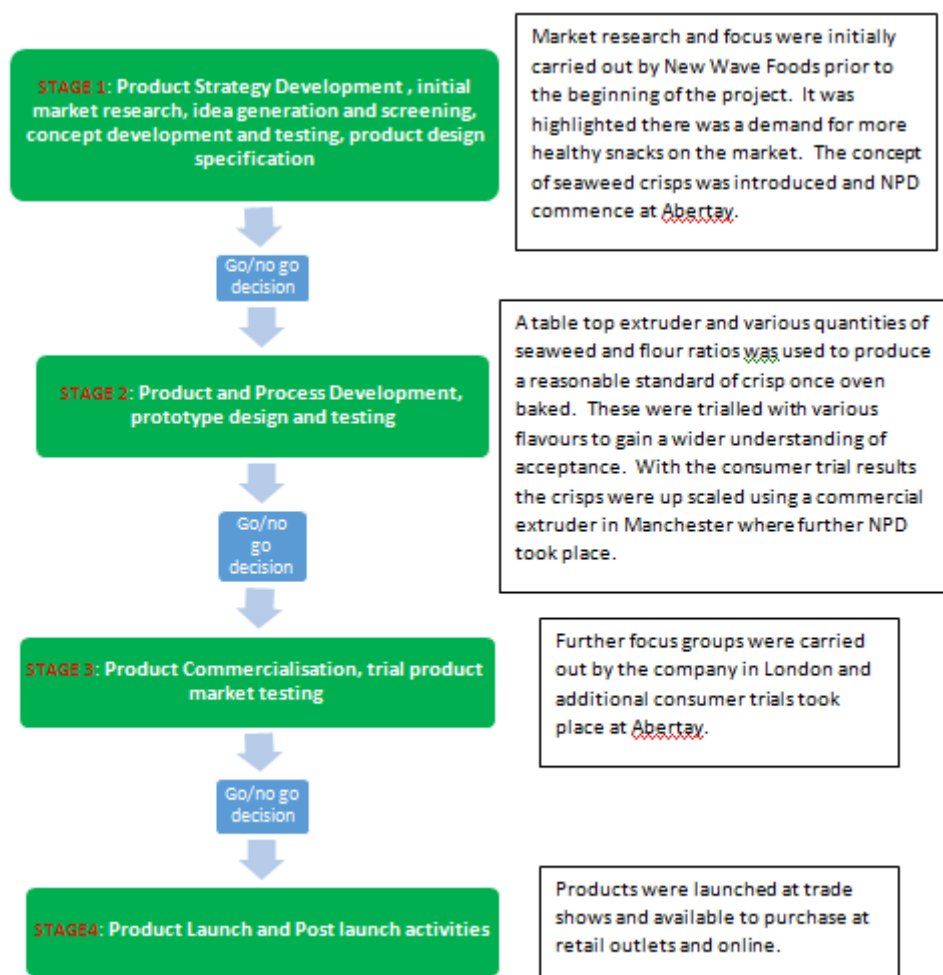 STAGE 1: Product Strategy Development , initial
market research, idea generation and screening,
concept development and testing, product design
specification
Market research and focus were initially
carried out by New Wave Foods prior to
the beginning of the project.  It was
highlighted there was a demand for more
healthy snacks on the market.  The concept
of seaweed crisps was introduced and NPD
commence at Abertay.
Go/no go
decision
STAGE 2: Product and Process Development,
prototype design and testing
A table top extruder and various quantities of
seaweed and flour ratios was used to produce
a reasonable standard of crisp once oven
baked.  These were trialled with various
flavours to gain a wider understanding of
acceptance.  With the consumer trial results
the crisps were up scaled using a commercial
extruder in Manchester where further NPD
took place.
Go/no
go
decision
STAGE 3: Product Commercialisation, trial product
market testing
Further focus groups were carried
out by the company in London and
additional consumer trials took
place at Abertay.
Go/no go
decision
STAGE4: Product Launch and Post launch activities
Products were launched at trade
shows and available to purchase at
retail outlets and online.